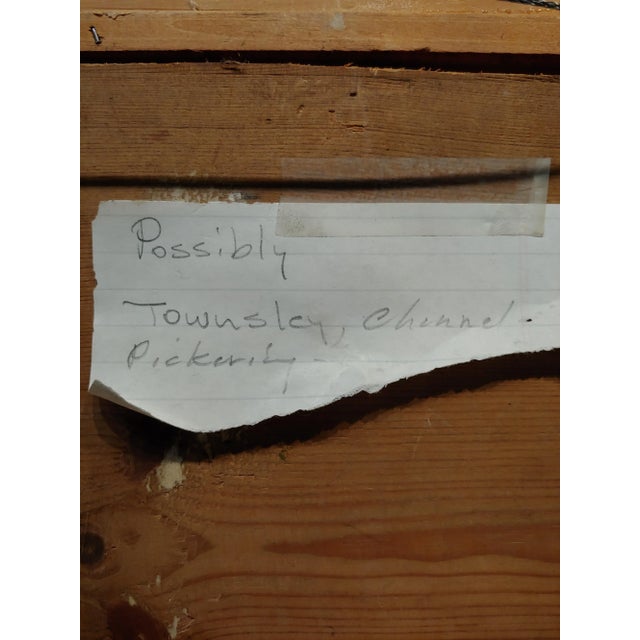 Possibly
Townsley, Channel.
Pickering -